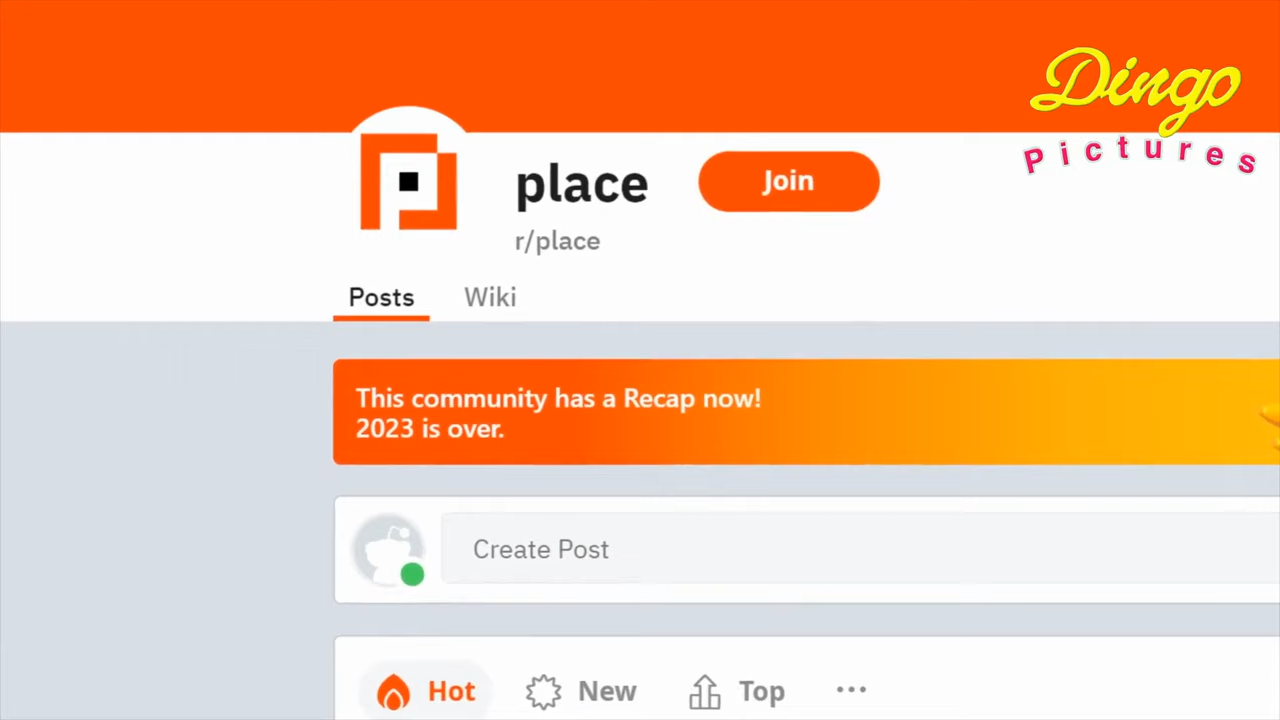 Dingo
Pictures
place
Join
r/place
Posts Wiki
This community has a Recap now!
2023 is over.
Create Post
Hot New Top ...